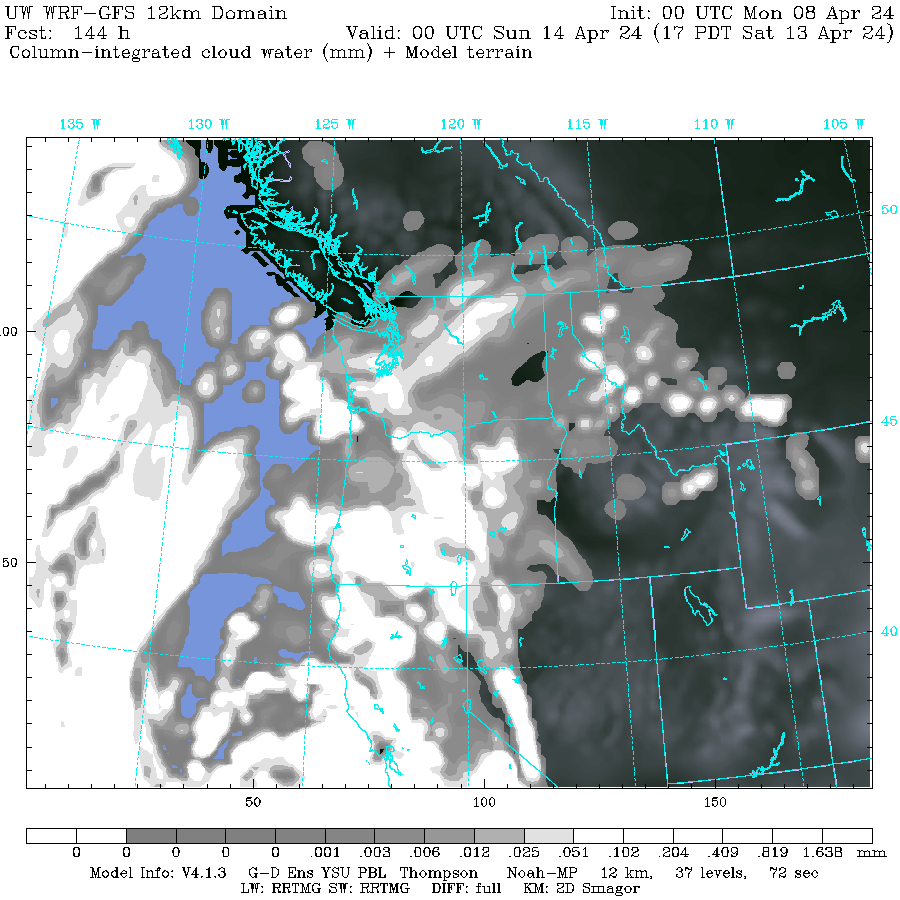 UW WRF-GFS 12km Domain Init: 00 UTC Mon 08 Apr 24
Fcst: 144 h Valid: 00 UTC Sun 14 Apr 24 (17 PDT Sat 13 Apr 24)
Column-integrated cloud water (mm) + Model terrain
135 W 130 W 125 W 120 W 115 W 110 W 105 W
50
00
45
50
40
50 100 150
0 0 0 0 .001 .003 .006 .012 .025 .051 .102 .204 .409 .819 1.638 mm
Model Info: V4.1.3 G-D Ens YSU PBL Thompson Noah-MP 12 km, 37 levels, 72 sec
LW: RRTMG SW: RRTMG DIFF: full KM: 2D Smagor